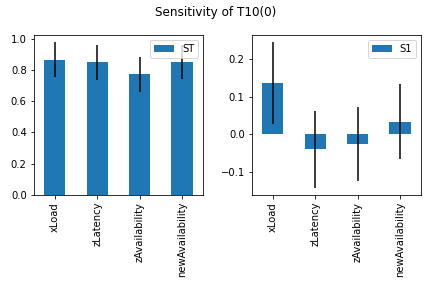 Sensitivity of T10(0)
1.0
0.8
0.6
0.4
0.2
0.0
ST
xLoad
zLatency
zAvailability
newAvailability
0.2
0.1
0.0
−0.1
S1
xLoad
zLatency
zAvailability
newAvailability